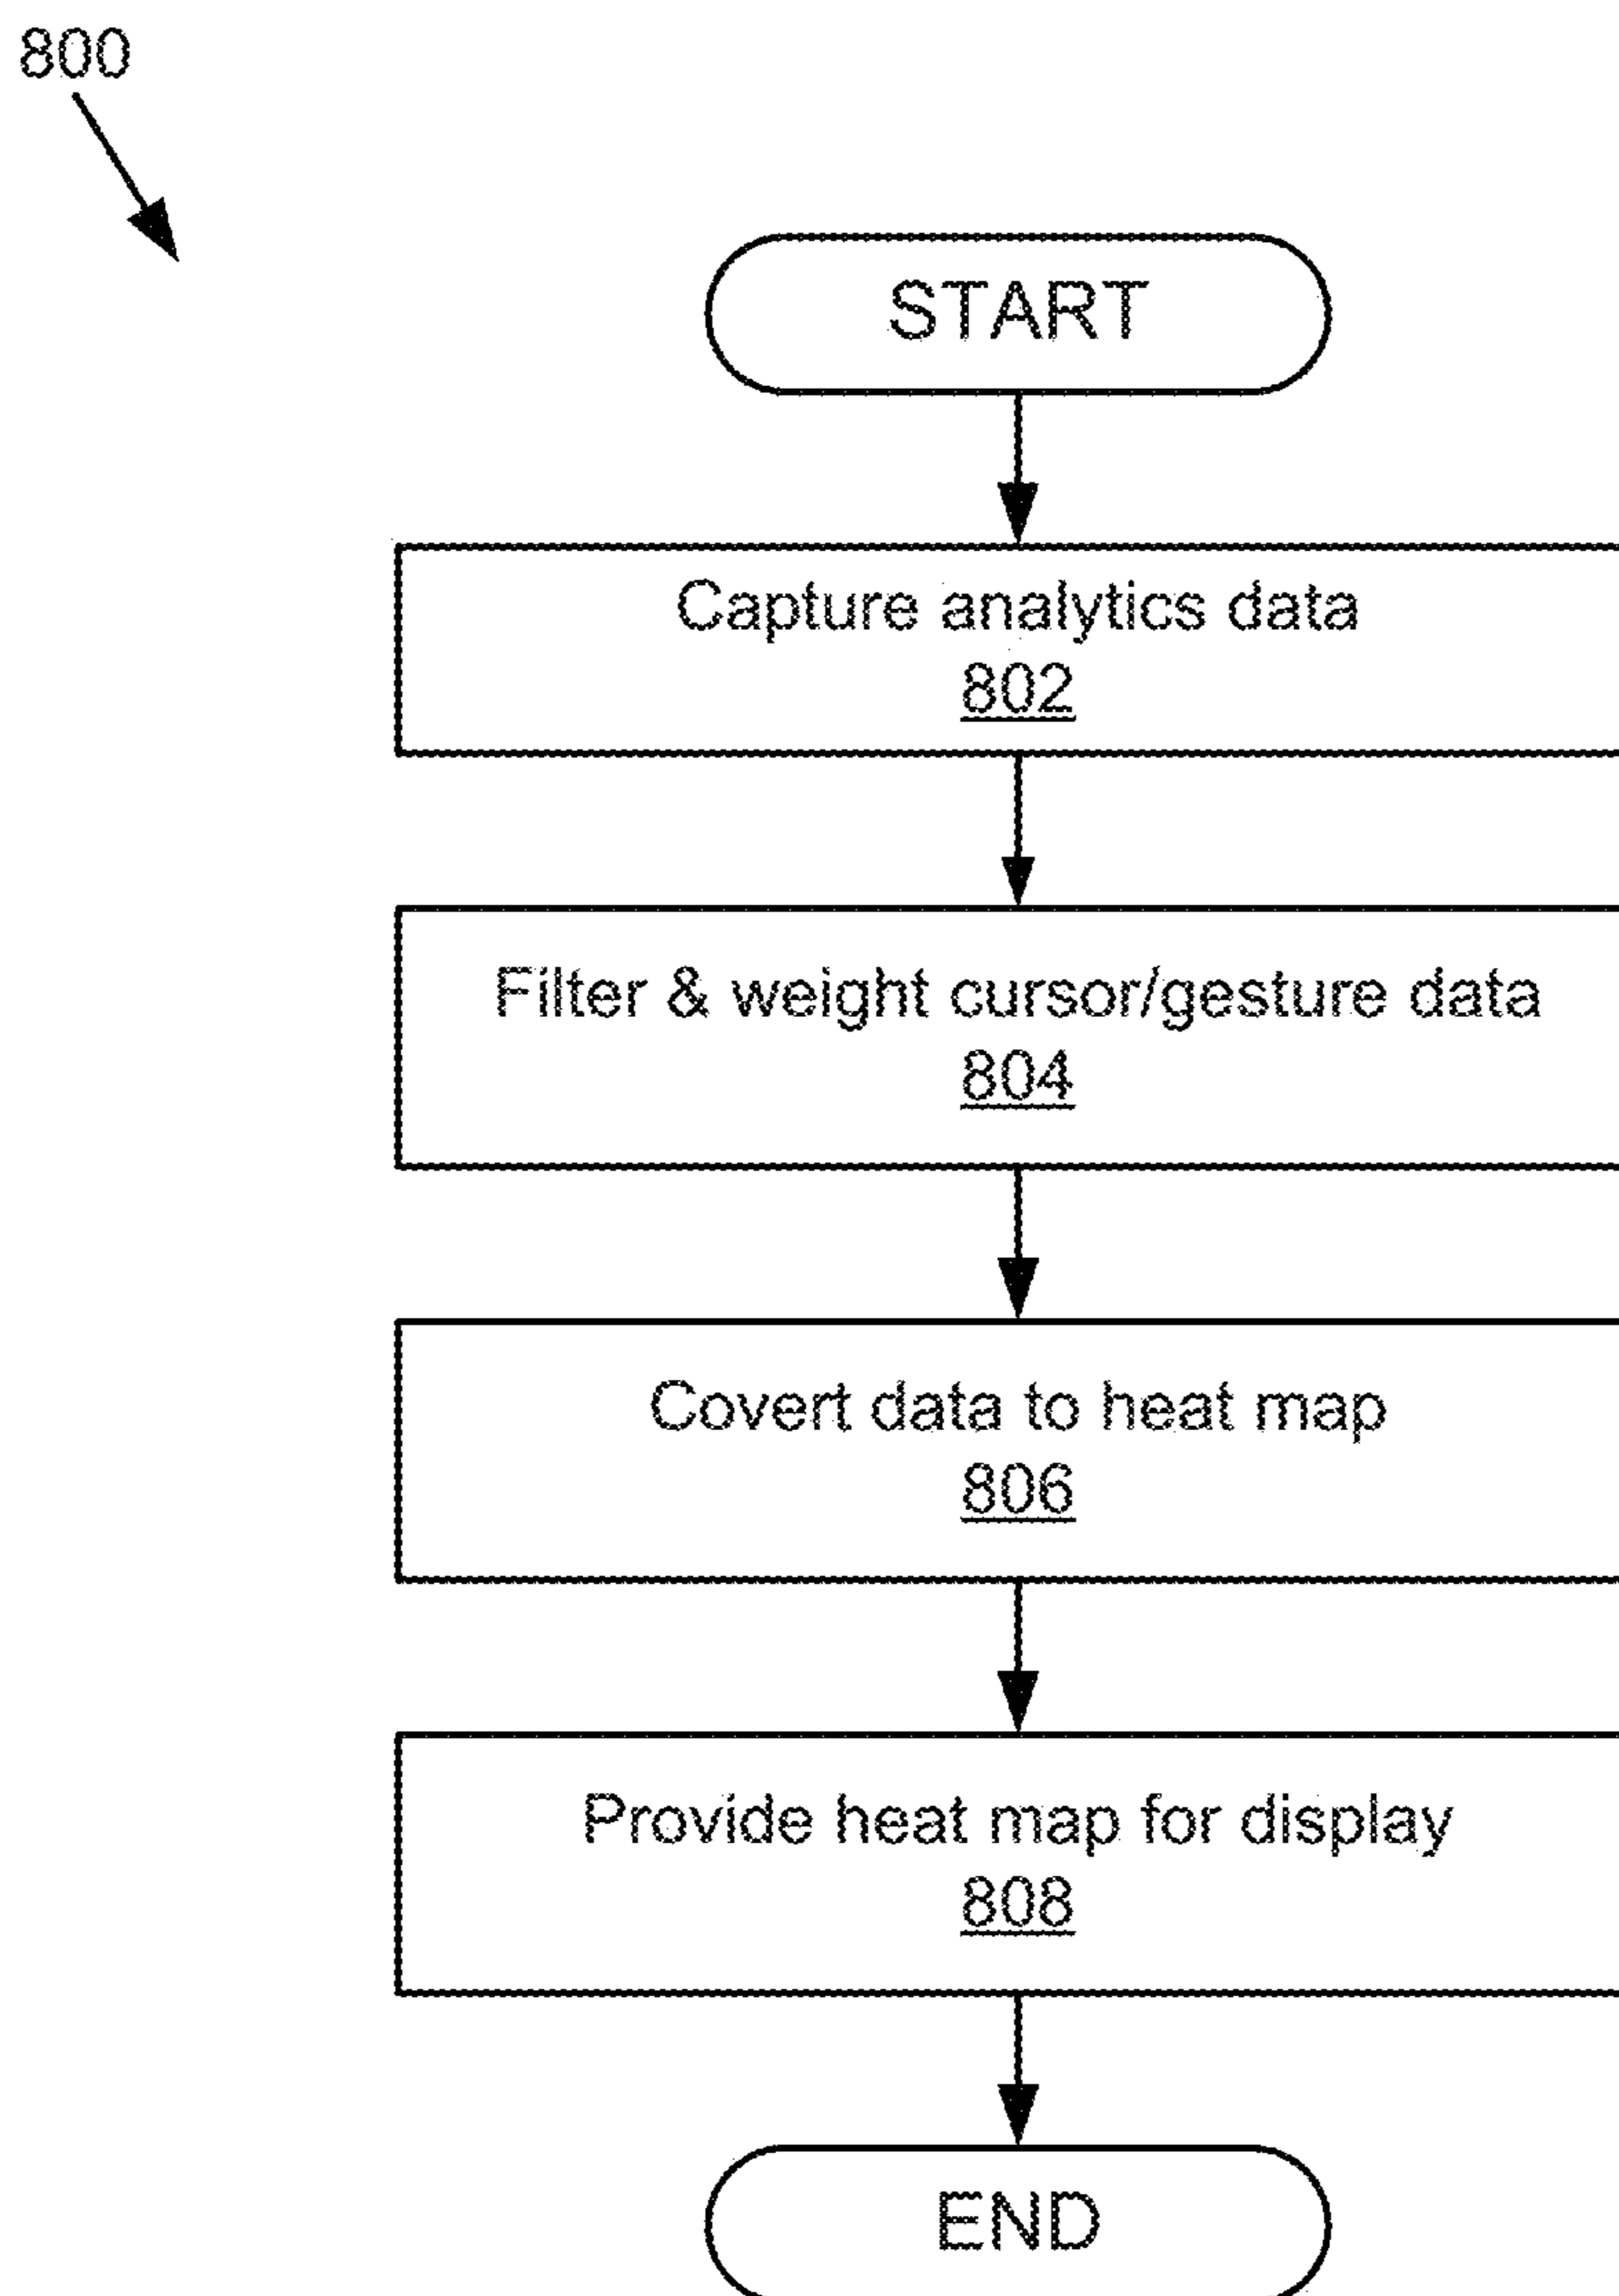 800
START
Capture analytics data
802
Filter & weight cursor/gesture data
804
Covert data to heat map
806
Provide heat map for display
808
END